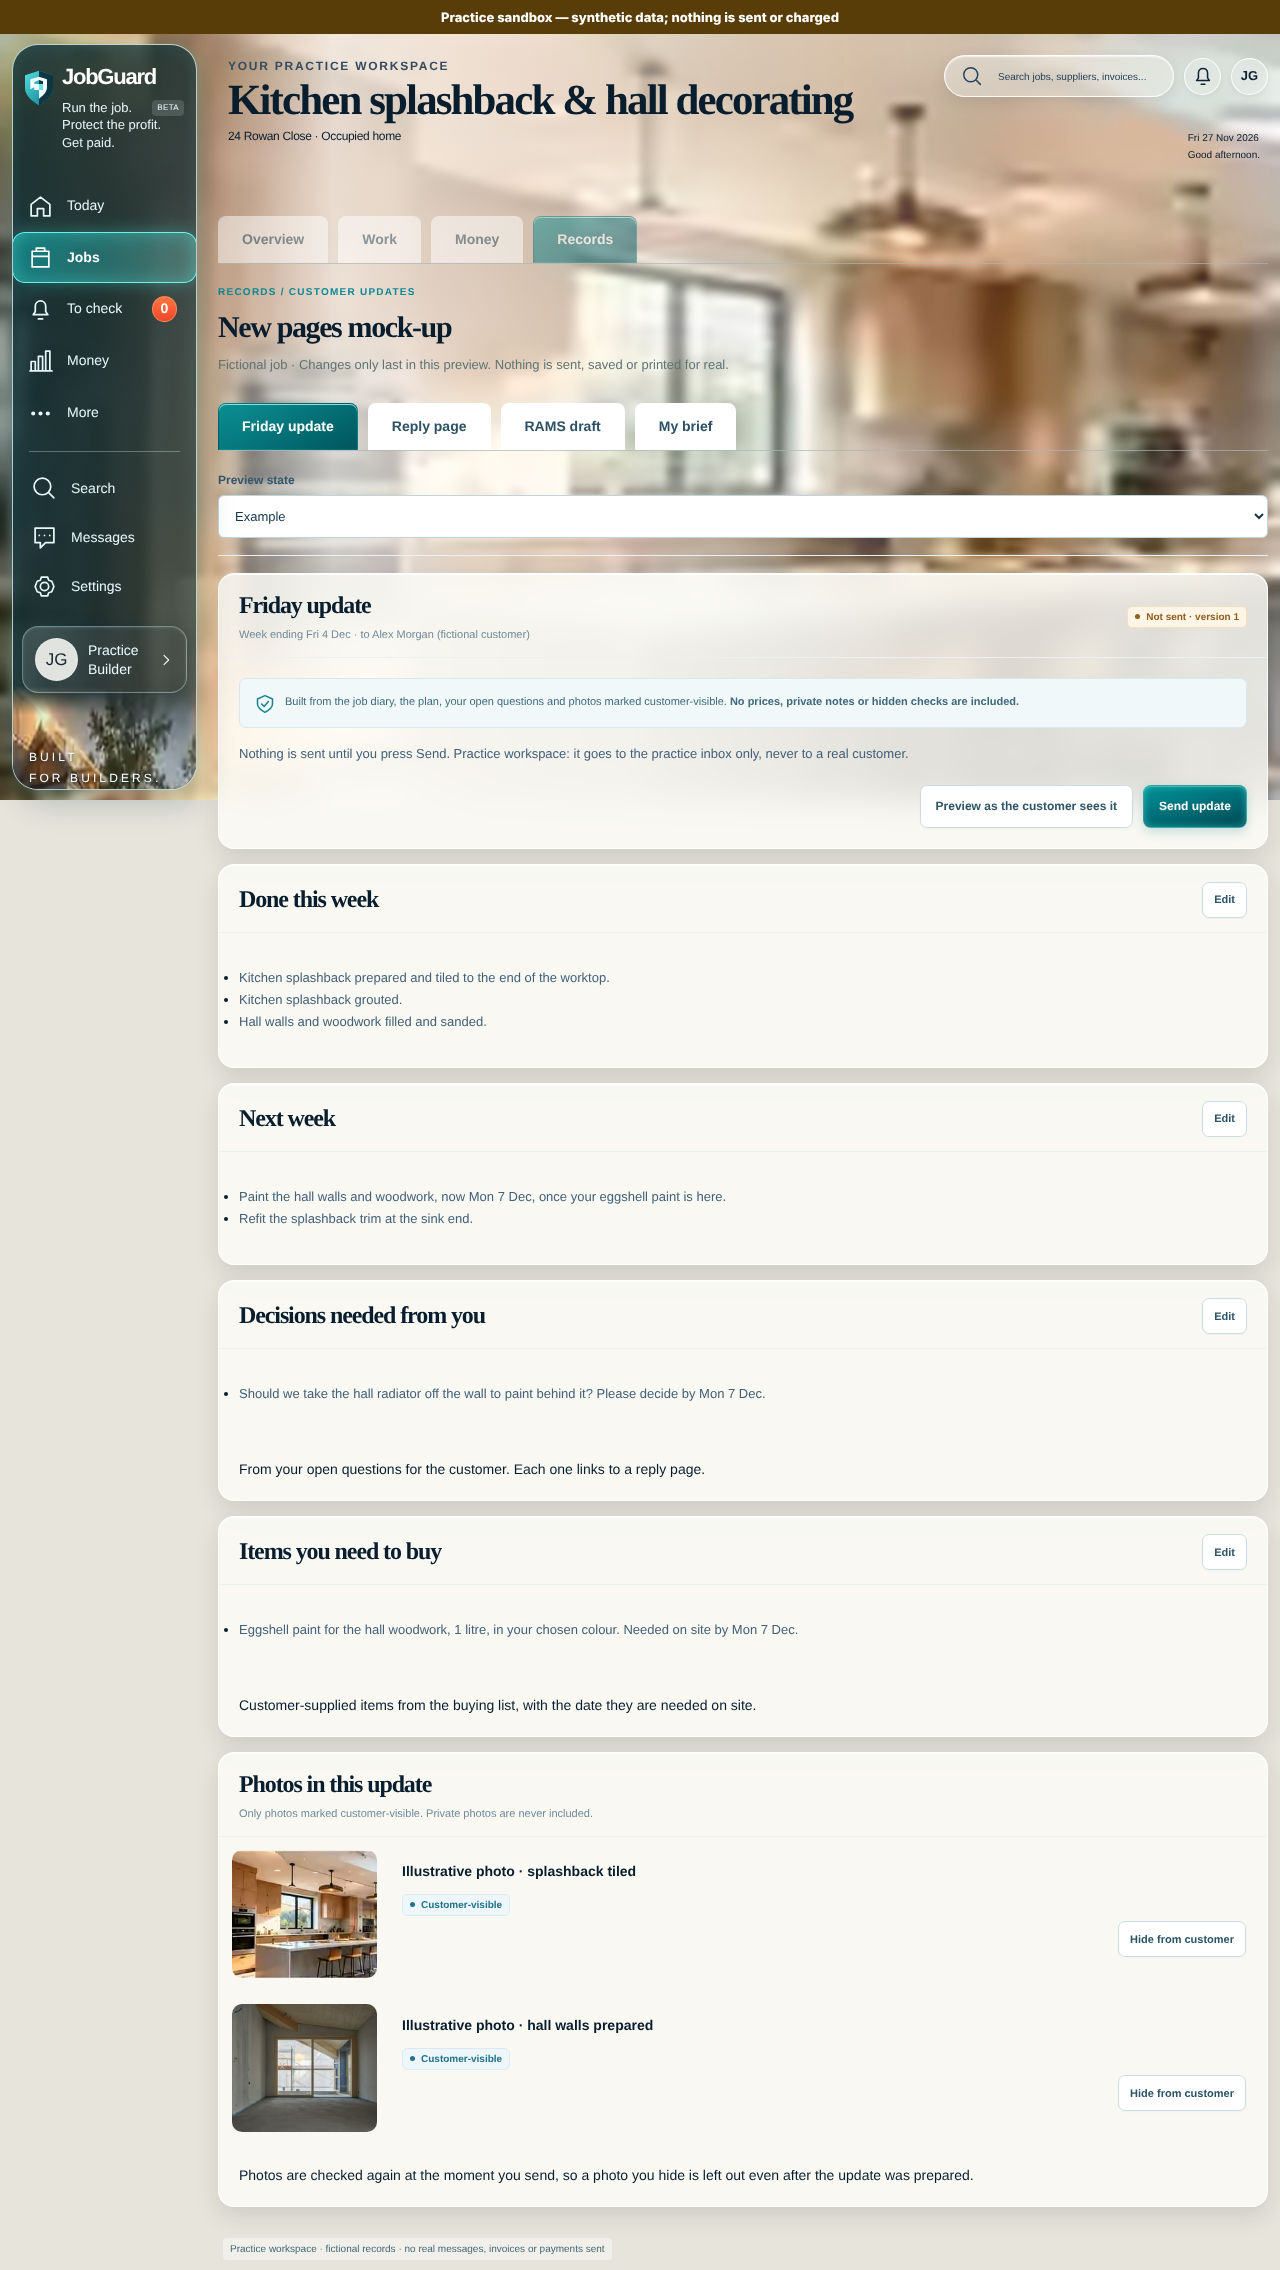 Practice sandbox — synthetic data; nothing is sent or charged
JobGuard
Run the job.
BETA
Protect the profit.
Get paid.
Today
Jobs
To check
0
Money
More
Search
Messages
Settings
JG
Practice
Builder
BUILT
FOR BUILDERS.
YOUR PRACTICE WORKSPACE
Kitchen splashback & hall decorating
24 Rowan Close · Occupied home
Search jobs, suppliers, invoices...
JG
Fri 27 Nov 2026
Good afternoon.
Overview
Work
Money
Records
RECORDS / CUSTOMER UPDATES
New pages mock-up
Fictional job · Changes only last in this preview. Nothing is sent, saved or printed for real.
Friday update
Reply page
RAMS draft
My brief
Preview state
Example
Friday update
Week ending Fri 4 Dec · to Alex Morgan (fictional customer)
Not sent · version 1
Built from the job diary, the plan, your open questions and photos marked customer-visible. No prices, private notes or hidden checks are included.
Nothing is sent until you press Send. Practice workspace: it goes to the practice inbox only, never to a real customer.
Preview as the customer sees it
Send update
Done this week
Edit
• Kitchen splashback prepared and tiled to the end of the worktop.
• Kitchen splashback grouted.
• Hall walls and woodwork filled and sanded.
Next week
Edit
• Paint the hall walls and woodwork, now Mon 7 Dec, once your eggshell paint is here.
• Refit the splashback trim at the sink end.
Decisions needed from you
Edit
• Should we take the hall radiator off the wall to paint behind it? Please decide by Mon 7 Dec.
From your open questions for the customer. Each one links to a reply page.
Items you need to buy
Edit
• Eggshell paint for the hall woodwork, 1 litre, in your chosen colour. Needed on site by Mon 7 Dec.
Customer-supplied items from the buying list, with the date they are needed on site.
Photos in this update
Only photos marked customer-visible. Private photos are never included.
Illustrative photo · splashback tiled
Customer-visible
Hide from customer
Illustrative photo · hall walls prepared
Customer-visible
Hide from customer
Photos are checked again at the moment you send, so a photo you hide is left out even after the update was prepared.
Practice workspace · fictional records · no real messages, invoices or payments sent